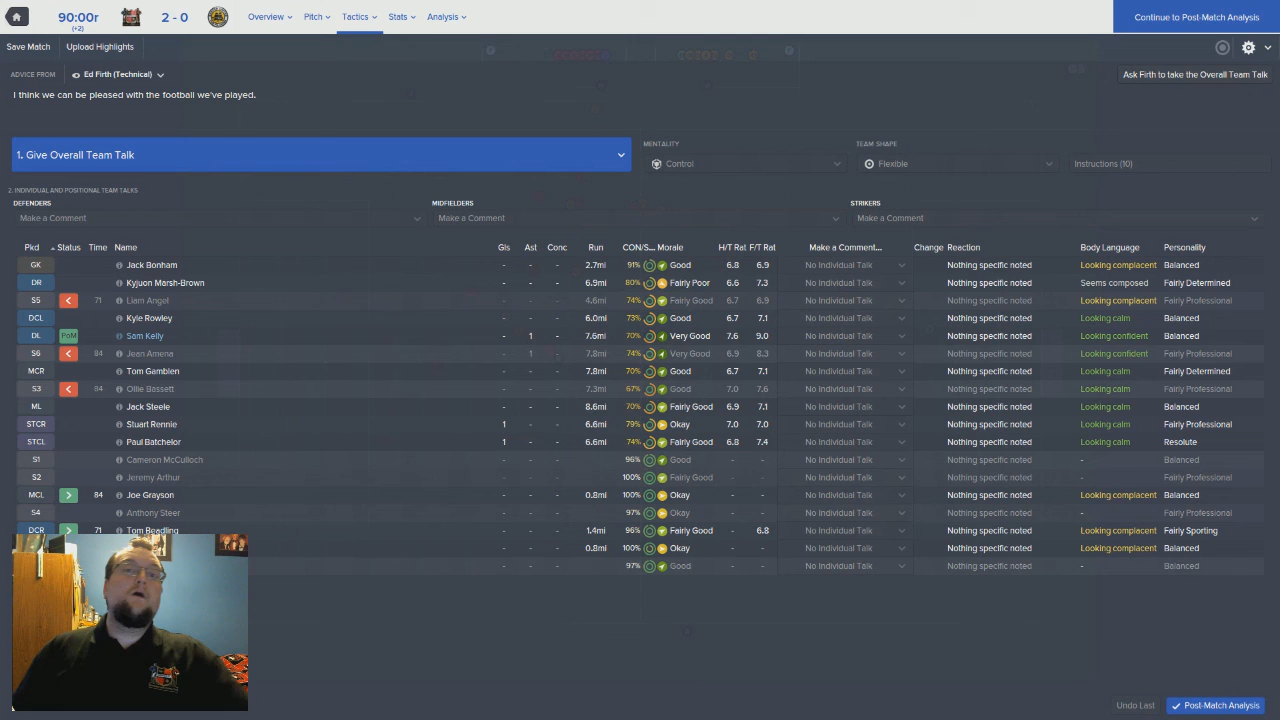 90:00r
(+2)
2 - 0
Overview
Pitch
Tactics
Stats
Analysis
Continue to Post-Match Analysis
Save Match
Upload Highlights
ADVICE FROM
Ed Firth (Technical)
Ask Firth to take the Overall Team Talk
I think we can be pleased with the football we've played.
1. Give Overall Team Talk
MENTALITY
Control
TEAM SHAPE
Flexible
Instructions (10)
2. INDIVIDUAL AND POSITIONAL TEAM TALKS
DEFENDERS
Make a Comment
MIDFIELDERS
Make a Comment
STRIKERS
Make a Comment
Pkd Status Time Name Gls Ast Conc Run CON/S... Morale H/T Rat F/T Rat Make a Comment... Change Reaction Body Language Personality
GK Jack Bonham - - - 2.7mi 91% Good 6.8 6.9 No Individual Talk Nothing specific noted Looking complacent Balanced
DR Kyjuon Marsh-Brown - - - 6.9mi 80% Fairly Poor 6.6 7.3 No Individual Talk Nothing specific noted Seems composed Fairly Determined
S5 71 Liam Angel - - - 4.6mi 74% Fairly Good 6.7 6.9 No Individual Talk Nothing specific noted Looking complacent Fairly Professional
DCL Kyle Rowley - - - 6.0mi 73% Good 6.7 7.1 No Individual Talk Nothing specific noted Looking calm Balanced
DL PoM Sam Kelly - 1 - 7.6mi 70% Very Good 7.6 9.0 No Individual Talk Nothing specific noted Looking confident Balanced
S6 84 Jean Amena - 1 - 7.8mi 74% Very Good 6.9 8.3 No Individual Talk Nothing specific noted Looking confident Fairly Professional
MCR Tom Gamblen - - - 7.8mi 70% Good 6.7 7.1 No Individual Talk Nothing specific noted Looking calm Fairly Determined
S3 84 Ollie Bassett - - - 7.3mi 67% Good 7.0 7.6 No Individual Talk Nothing specific noted Looking calm Fairly Professional
ML Jack Steele - - - 8.6mi 70% Fairly Good 6.9 7.1 No Individual Talk Nothing specific noted Looking calm Balanced
STCR Stuart Rennie 1 - - 6.6mi 79% Okay 7.0 7.0 No Individual Talk Nothing specific noted Looking calm Fairly Professional
STCL Paul Batchelor 1 - - 6.6mi 74% Fairly Good 6.8 7.4 No Individual Talk Nothing specific noted Looking calm Resolute
S1 Cameron McCulloch - - - 96% Good - - No Individual Talk Nothing specific noted - Balanced
S2 Jeremy Arthur - - - 100% Fairly Good - - No Individual Talk Nothing specific noted - Fairly Professional
MCL 84 Joe Grayson - - - 0.8mi 100% Okay - - No Individual Talk Nothing specific noted Looking complacent Balanced
S4 Anthony Steer - - - 97% Okay - - No Individual Talk Nothing specific noted - Fairly Professional
DCR 71 Tom Beadling - - - 1.4mi 96% Fairly Good - 6.8 No Individual Talk Nothing specific noted Looking complacent Fairly Sporting
- - - 0.8mi 100% Okay - - No Individual Talk Nothing specific noted Looking complacent Balanced
- - - 97% Good - - No Individual Talk Nothing specific noted - Balanced
Undo Last
Post-Match Analysis